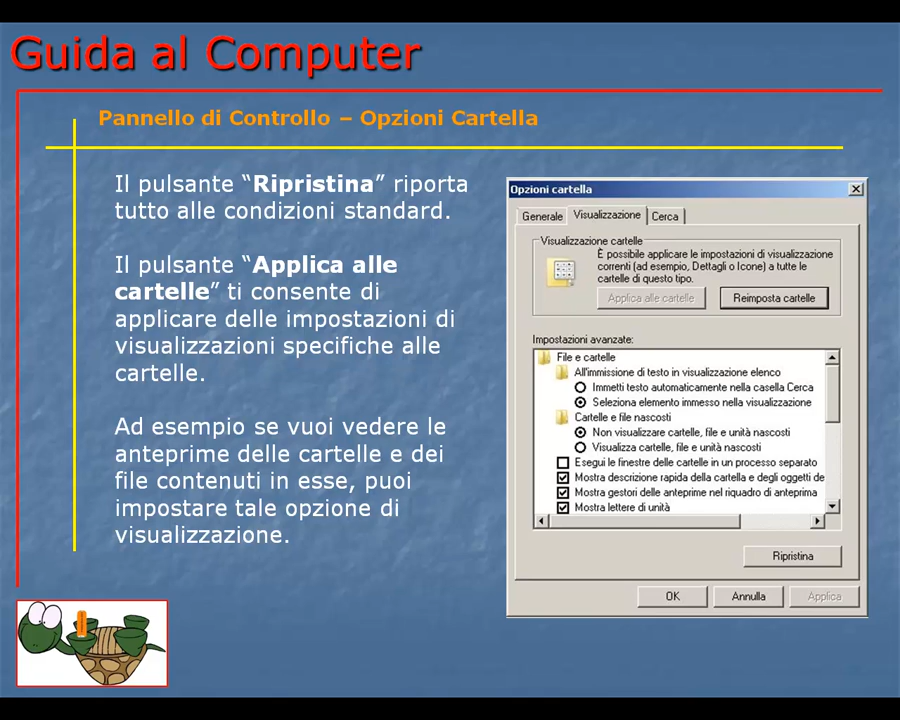 Guida al Computer
Pannello di Controllo – Opzioni Cartella
Il pulsante “Ripristina” riporta
tutto alle condizioni standard.
Il pulsante “Applica alle
cartelle” ti consente di
applicare delle impostazioni di
visualizzazioni specifiche alle
cartelle.
Ad esempio se vuoi vedere le
anteprime delle cartelle e dei
file contenuti in esse, puoi
impostare tale opzione di
visualizzazione.
Opzioni cartella
Generale Visualizzazione Cerca
Visualizzazione cartelle
È possibile applicare le impostazioni di visualizzazione
correnti (ad esempio, Dettagli o Icone) a tutte le
cartelle di questo tipo.
Applica alle cartelle Reimposta cartelle
Impostazioni avanzate:
File e cartelle
All'immissione di testo in visualizzazione elenco
Immetti testo automaticamente nella casella Cerca
Seleziona elemento immesso nella visualizzazione
Cartelle e file nascosti
Non visualizzare cartelle, file e unità nascosti
Visualizza cartelle, file e unità nascosti
Esegui le finestre delle cartelle in un processo separato
Mostra descrizione rapida della cartella e degli oggetti de
Mostra gestori delle anteprime nel riquadro di anteprima
Mostra lettere di unità
Ripristina
OK Annulla Applica